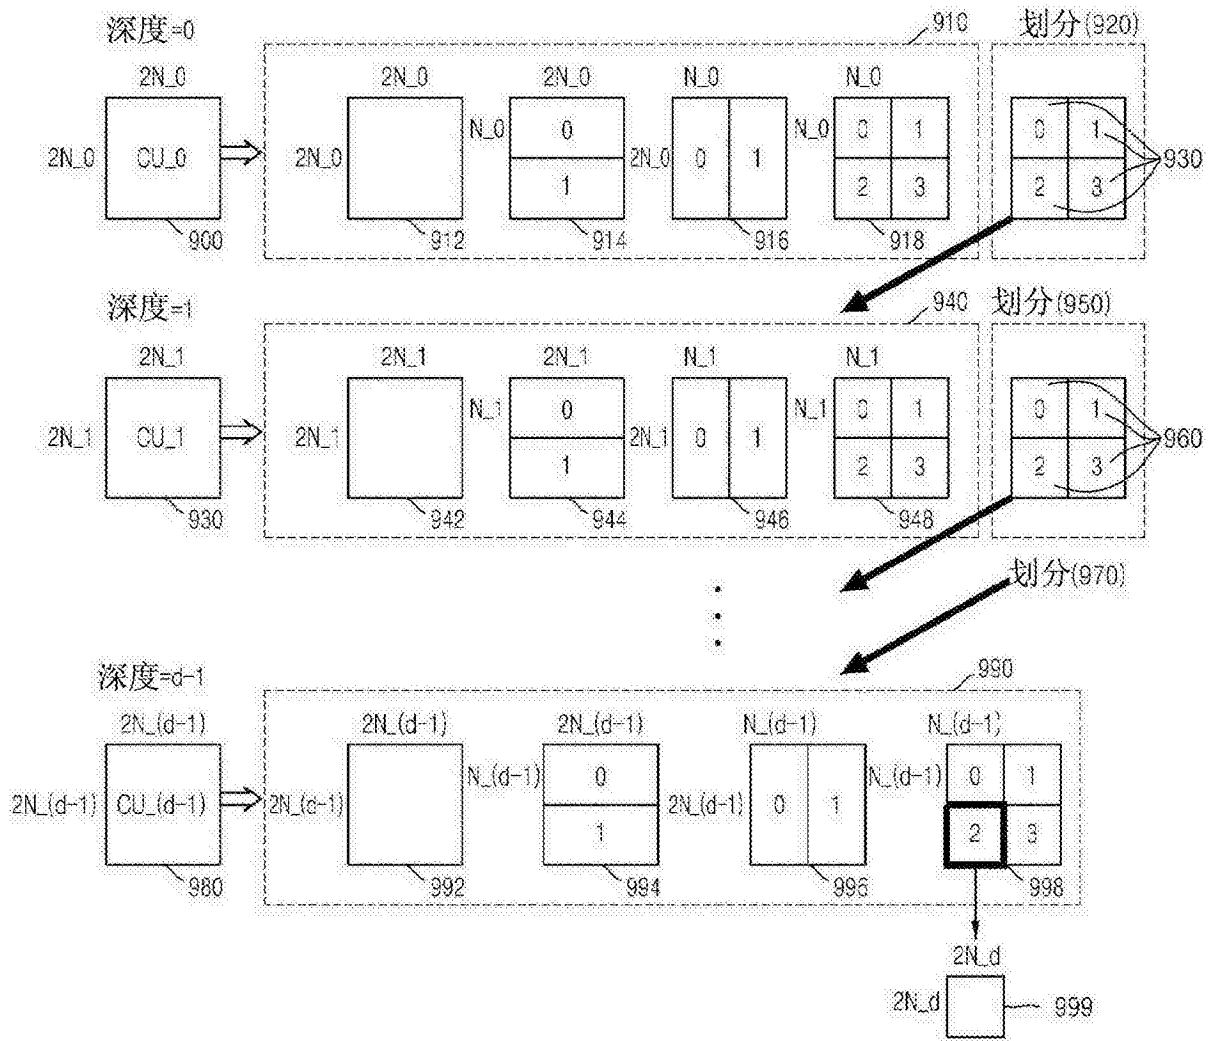 深度=0
910
划分(920)
2N_0
2N_0 2N_0 N_0 N_0
2N_0 CU_0
2N_0
N_0 0 1
2N_0 0 1
N_0 0 1 2 3
0 1 2 3
930
900 912 914 916 918
深度=1
940
划分(950)
2N_1
2N_1 2N_1 N_1 N_1
2N_1 CU_1
2N_1
N_1 0 1
2N_1 0 1
N_1 0 1 2 3
0 1 2 3
960
930 942 944 946 948
划分(970)
深度=d-1
990
2N_(d-1)
2N_(d-1) 2N_(d-1) N_(d-1) N_(d-1)
2N_(d-1) CU_(d-1)
2N_(d-1)
N_(d-1) 0 1
2N_(d-1) 0 1
N_(d-1) 0 1 2 3
980 992 994 996 998
2N_d
2N_d
999